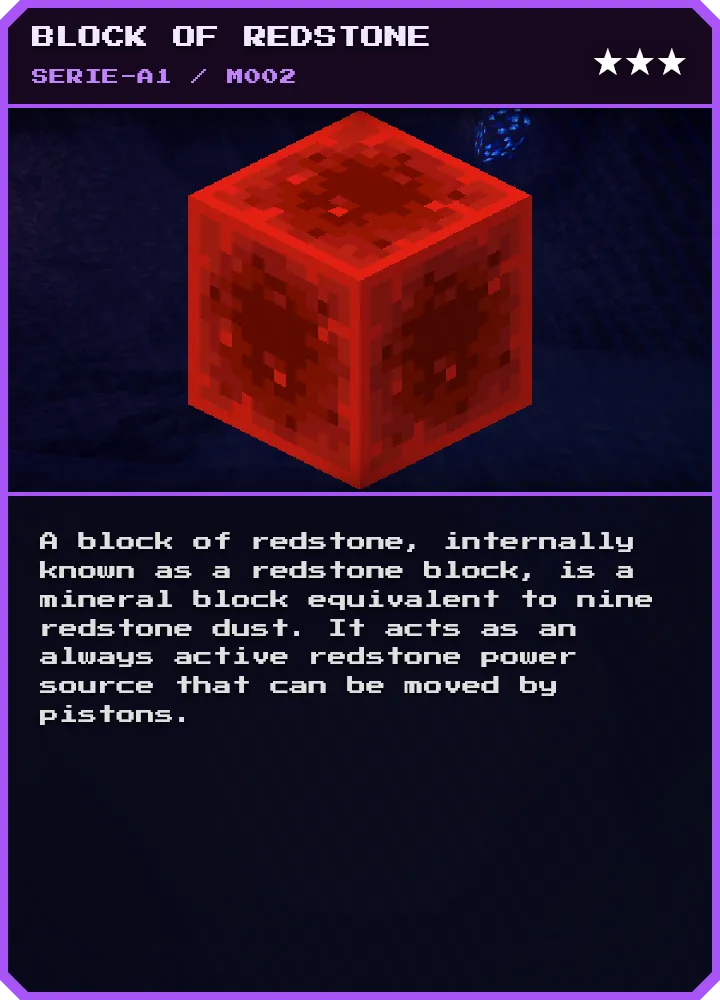 BLOCK OF REDSTONE
SERIE-A1 / M002
★★★
A block of redstone, internally
known as a redstone block, is a
mineral block equivalent to nine
redstone dust. It acts as an
always active redstone power
source that can be moved by
pistons.